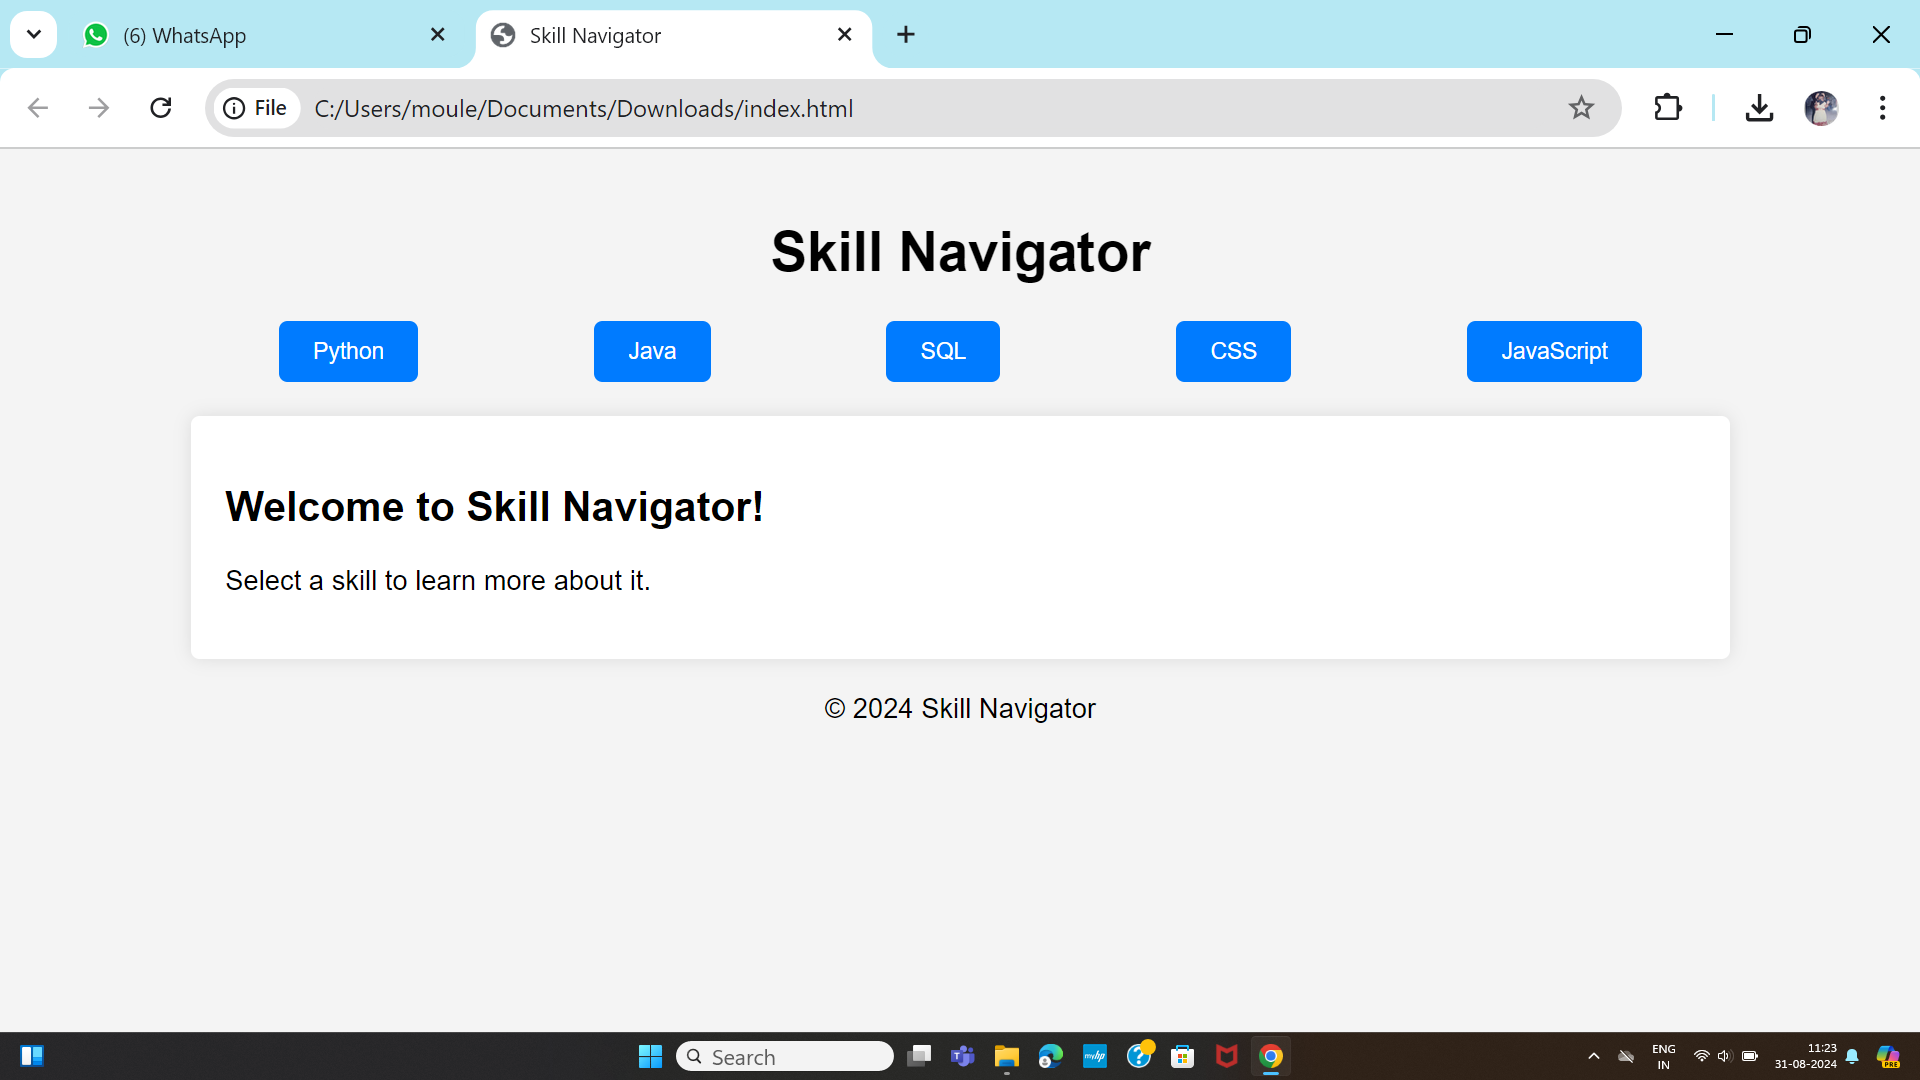 (6) WhatsApp
Skill Navigator
File C:/Users/moule/Documents/Downloads/index.html
Skill Navigator
Python Java SQL CSS JavaScript
Welcome to Skill Navigator!
Select a skill to learn more about it.
© 2024 Skill Navigator
Search
myhp
ENG
IN
11:23
31-08-2024
PRE